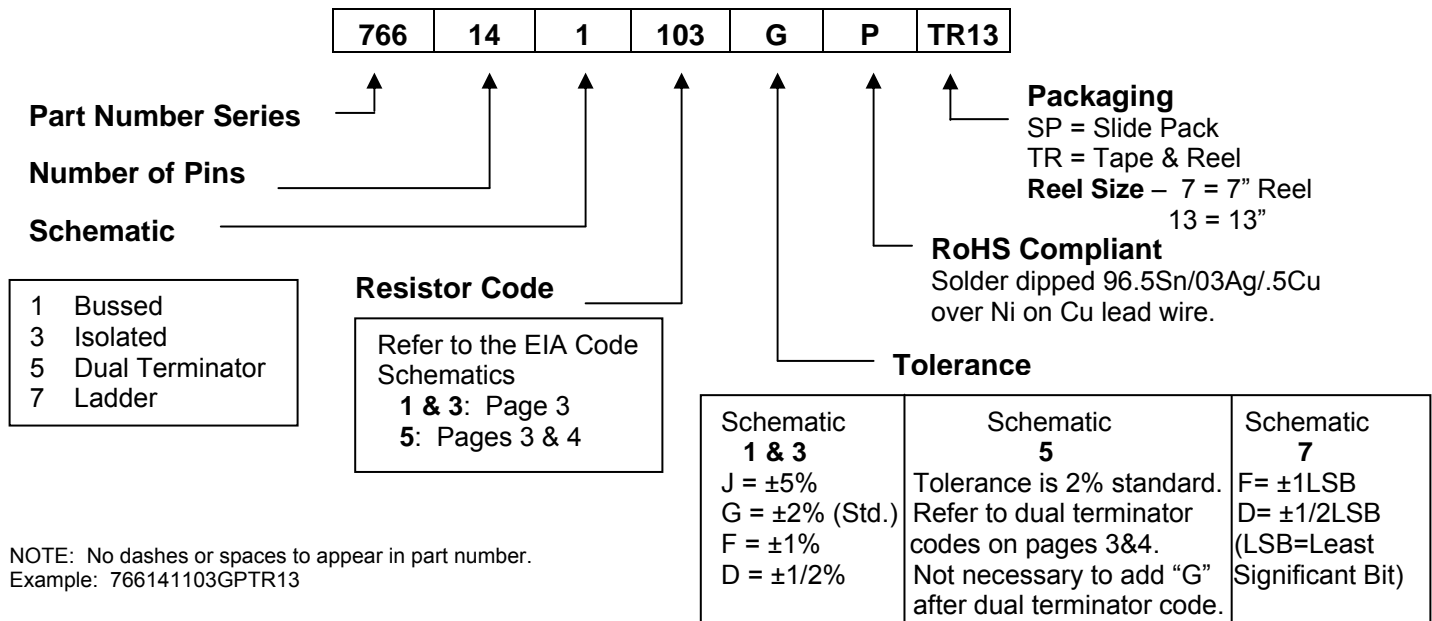 766 14 1 103 G P TR13
Part Number Series
Number of Pins
Schematic
1 Bussed
3 Isolated
5 Dual Terminator
7 Ladder
Resistor Code
Refer to the EIA Code
Schematics
1 & 3: Page 3
5: Pages 3 & 4
Packaging
SP = Slide Pack
TR = Tape & Reel
Reel Size – 7 = 7” Reel
13 = 13”
RoHS Compliant
Solder dipped 96.5Sn/03Ag/.5Cu
over Ni on Cu lead wire.
Tolerance
Schematic
1 & 3
J = ±5%
G = ±2% (Std.)
F = ±1%
D = ±1/2%
Schematic
5
Tolerance is 2% standard.
Refer to dual terminator
codes on pages 3&4.
Not necessary to add “G”
after dual terminator code.
Schematic
7
F= ±1LSB
D= ±1/2LSB
(LSB=Least
Significant Bit)
NOTE: No dashes or spaces to appear in part number.
Example: 766141103GPTR13